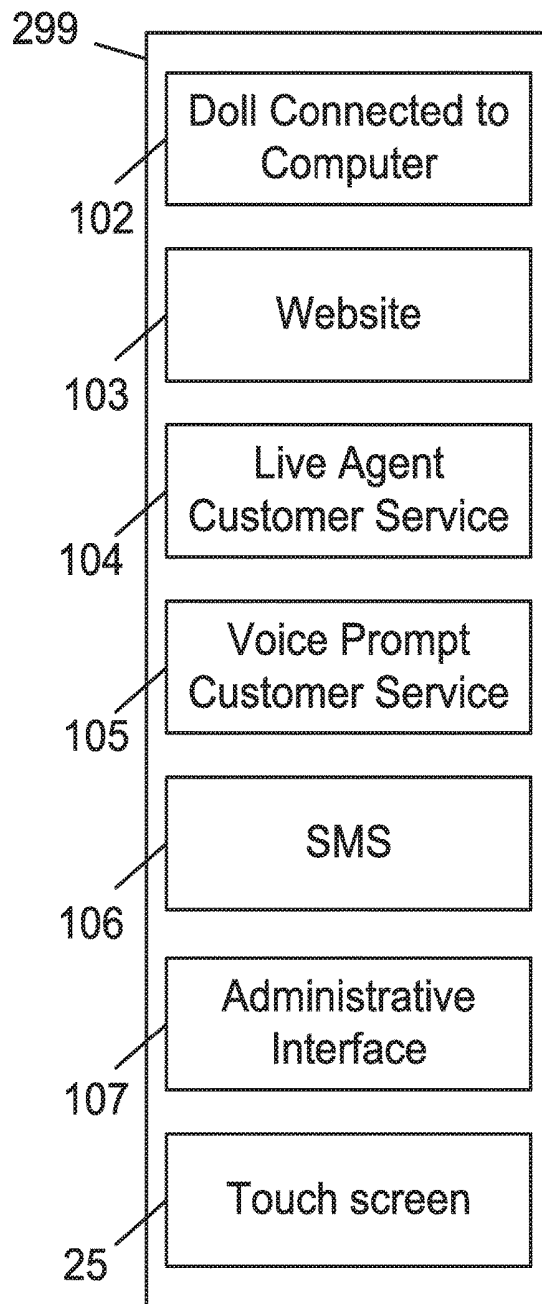 299
Doll Connected to
Computer
102
Website
103
Live Agent
Customer Service
104
Voice Prompt
Customer Service
105
SMS
106
Administrative
Interface
107
Touch screen
25